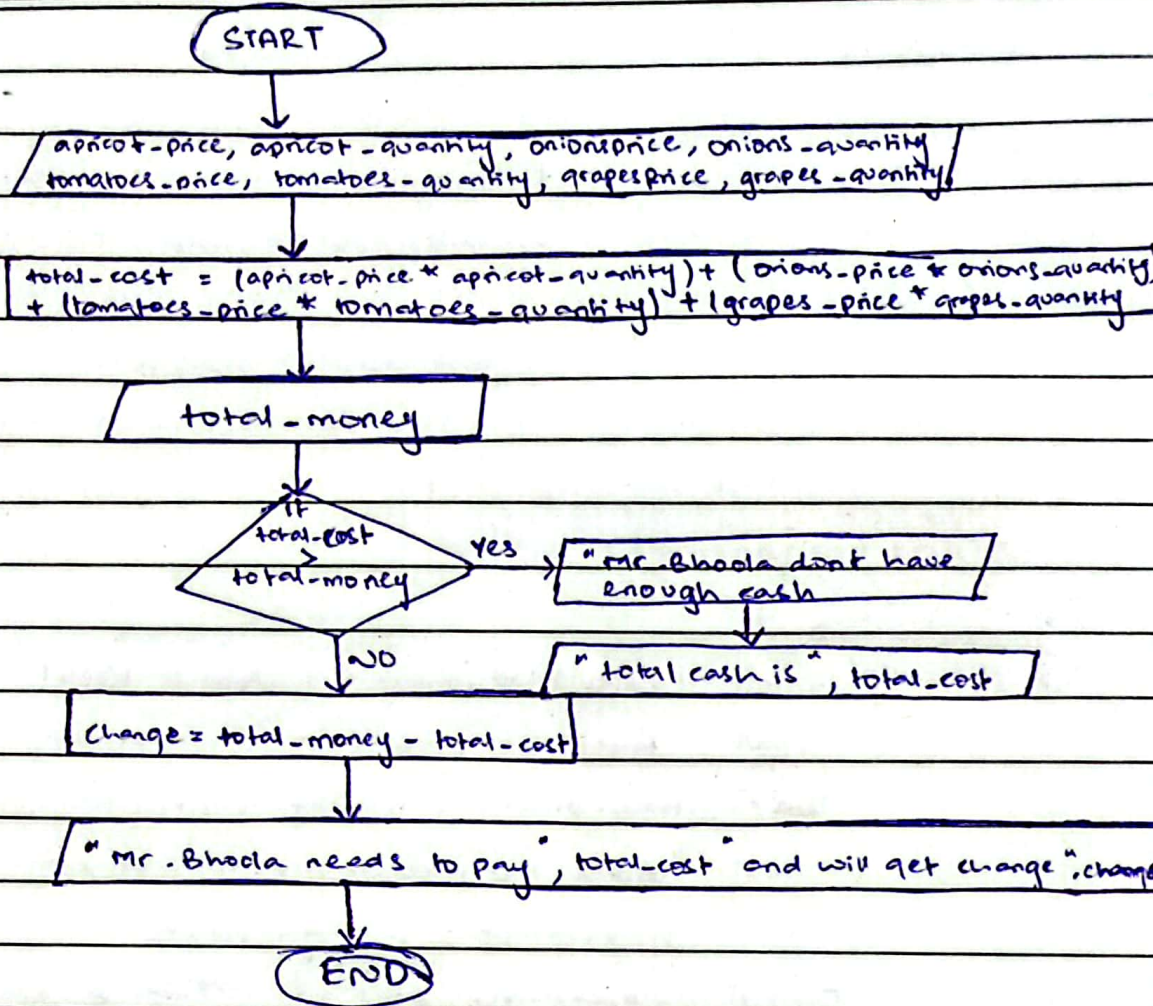 START
apricot-price, apricot-quantity, onionsprice, onions-quantity
tomatoes-price, tomatoes-quantity, grapesprice, grapes-quantity.
total-cost = (apricot-price * apricot-quantity) + (onions-price * onions-quantity)
+ (tomatoes-price * tomatoes-quantity) + (grapes-price * grapes-quantity
total-money
If
total-cost
>
total-money
Yes
"Mr. Bhoola dont have
enough cash
NO
"total cash is", total-cost
change = total-money - total-cost
"Mr. Bhoola needs to pay", total-cost "and will get change", change
END